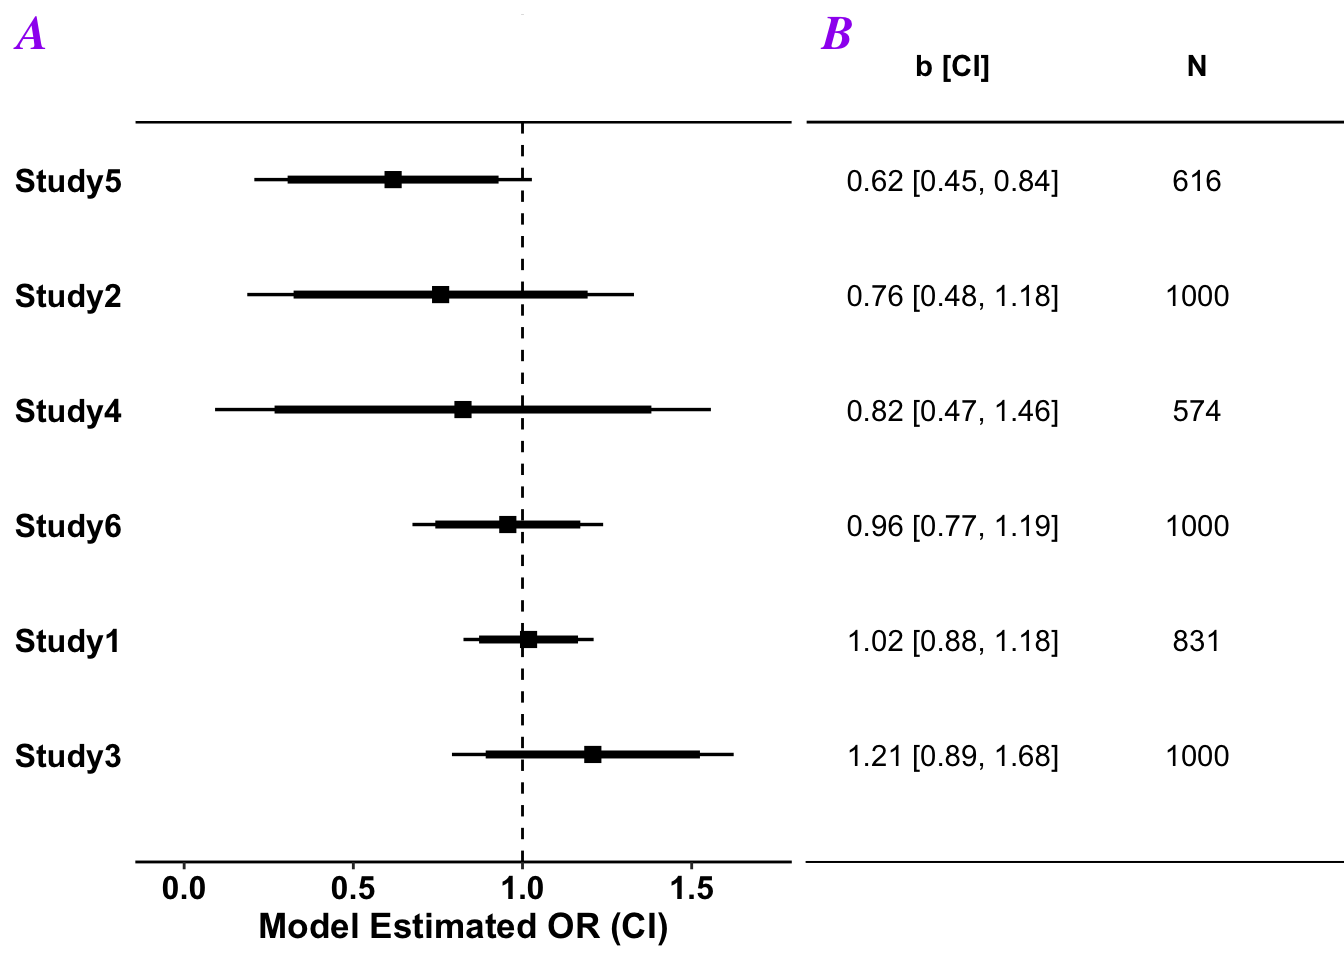 A
B
b [CI] N
Study5 0.62 [0.45, 0.84] 616
Study2 0.76 [0.48, 1.18] 1000
Study4 0.82 [0.47, 1.46] 574
Study6 0.96 [0.77, 1.19] 1000
Study1 1.02 [0.88, 1.18] 831
Study3 1.21 [0.89, 1.68] 1000
0.0 0.5 1.0 1.5
Model Estimated OR (CI)